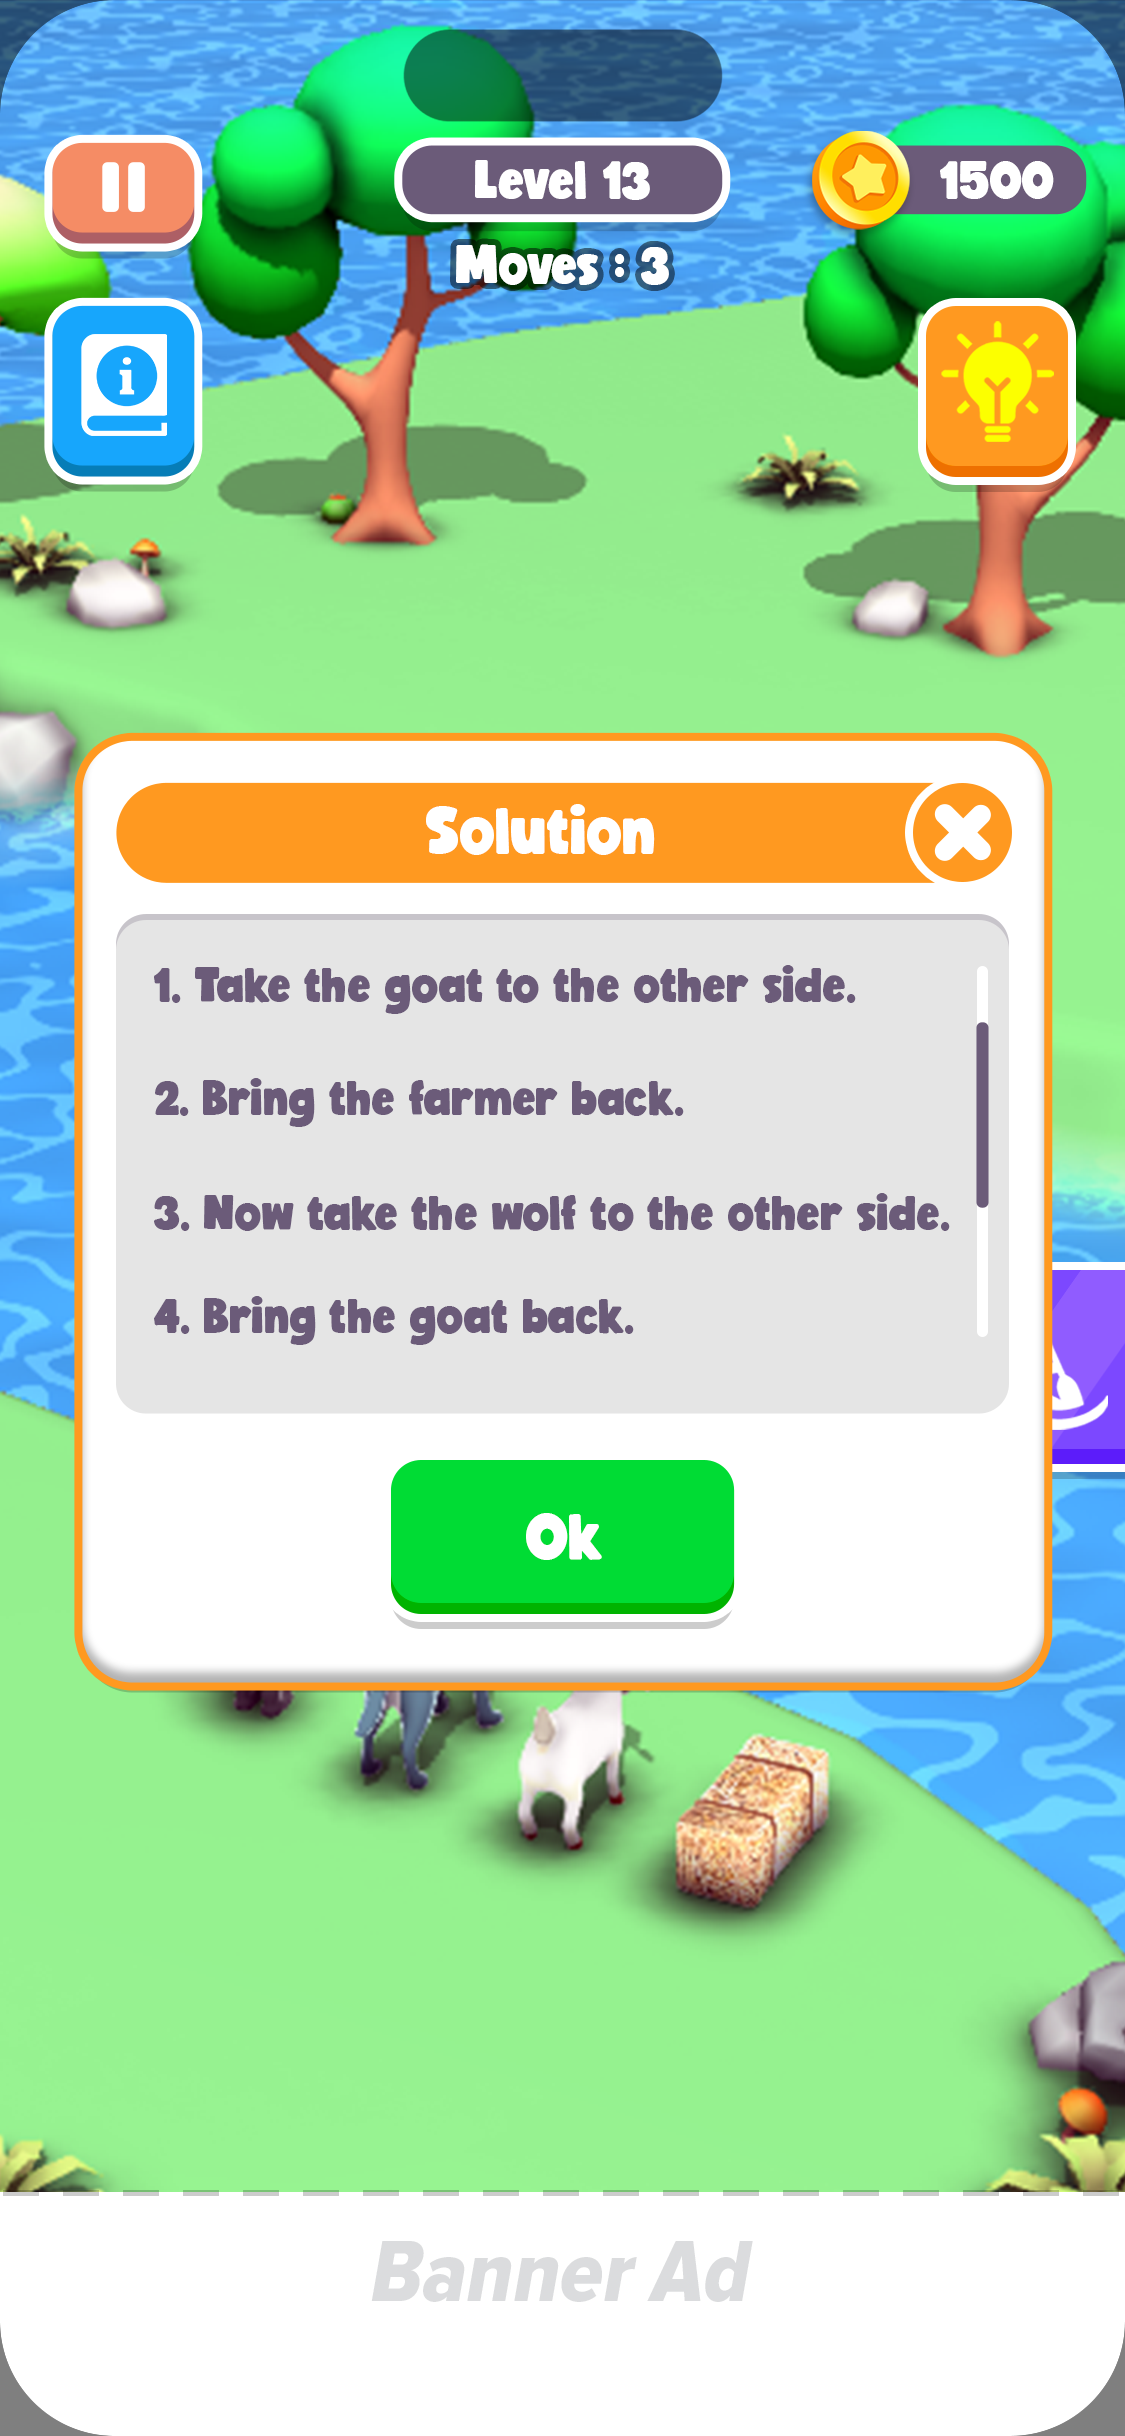 Level 13
1500
Moves : 3
Solution
1. Take the goat to the other side.
2. Bring the farmer back.
3. Now take the wolf to the other side.
4. Bring the goat back.
Ok
Banner Ad